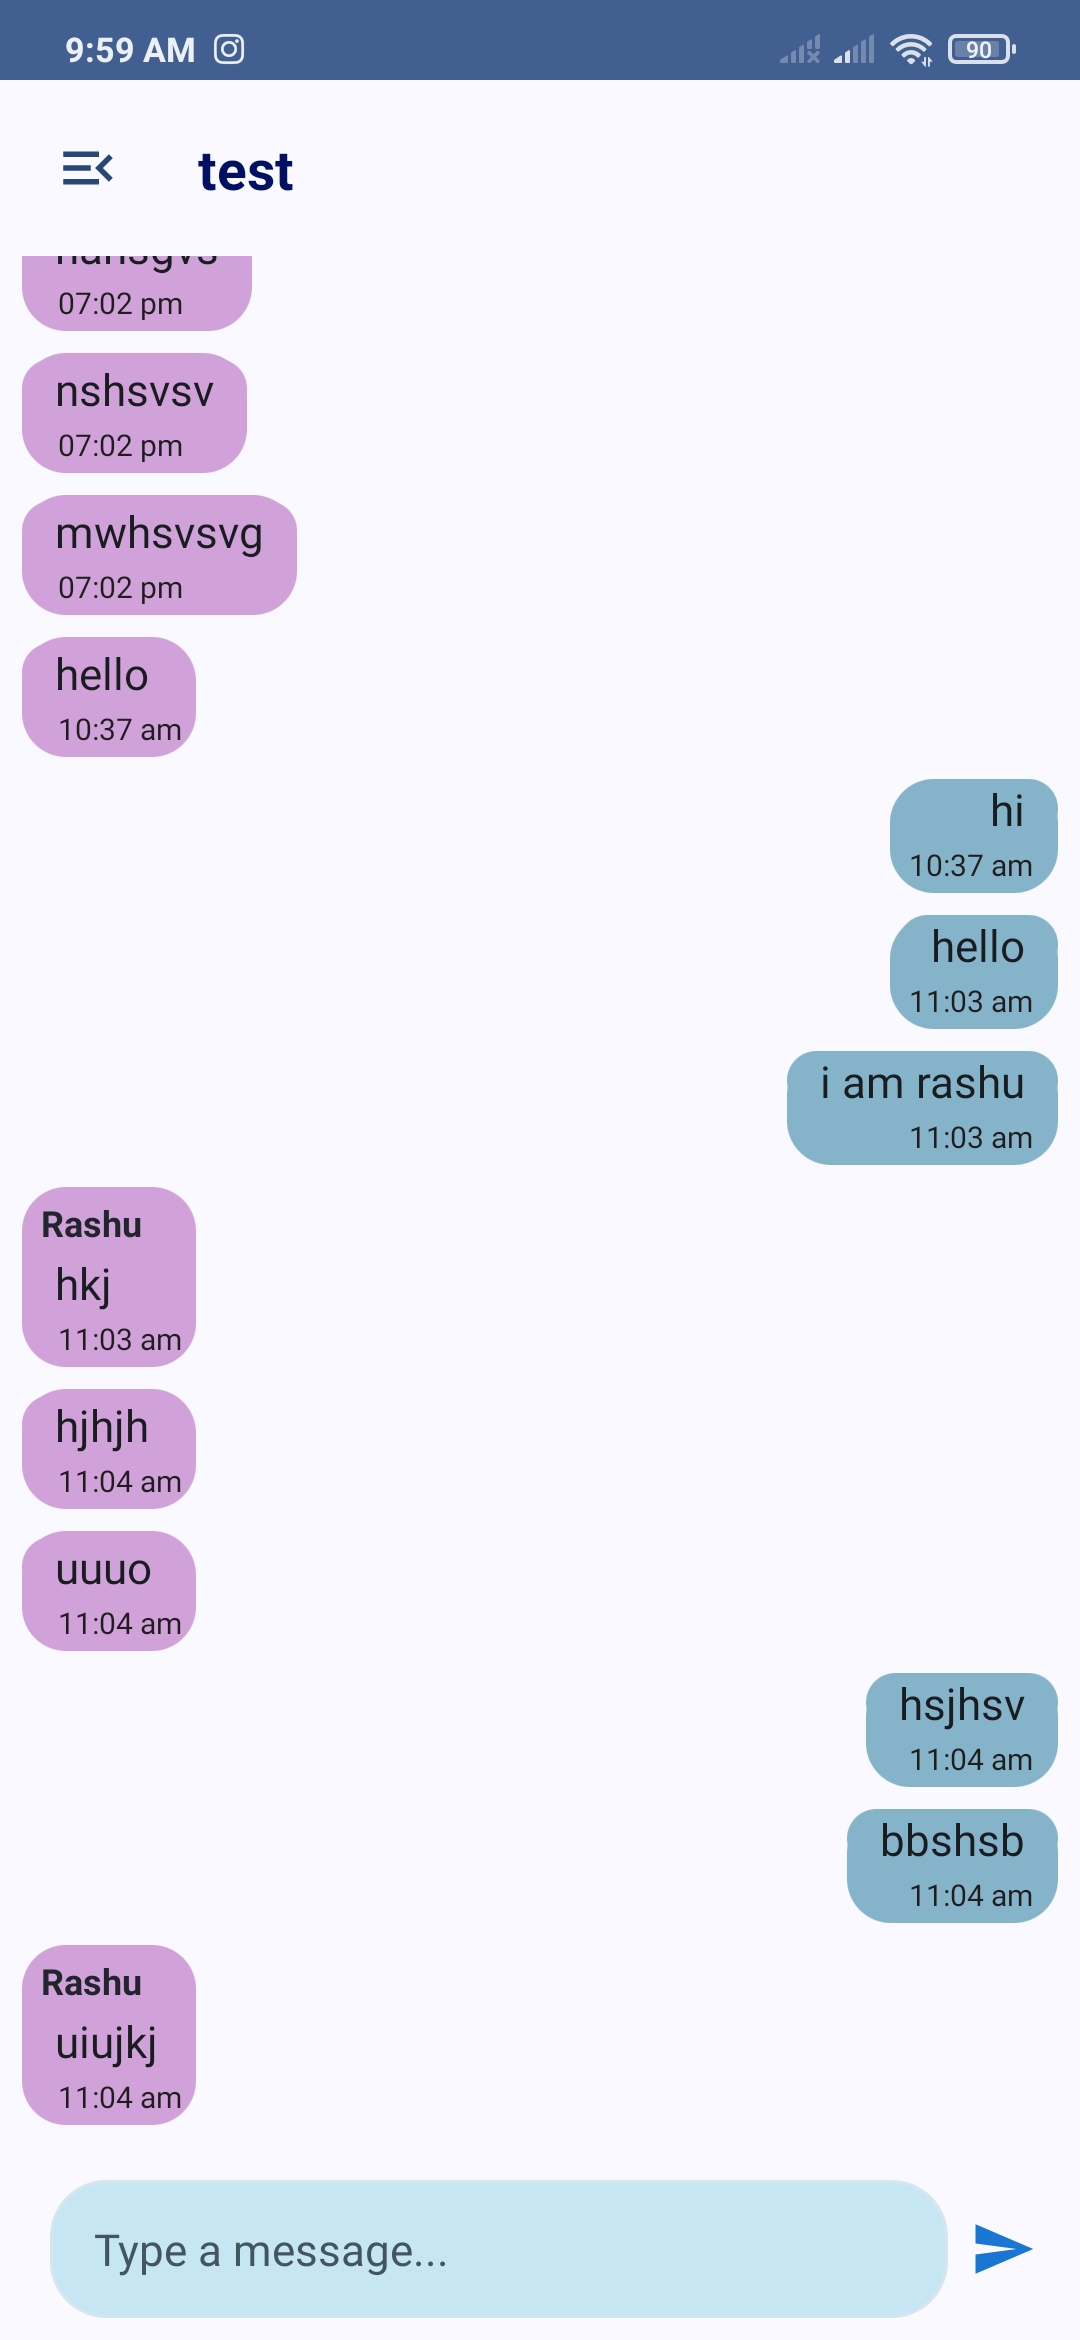 9:59 AM
90
test
07:02 pm
nshsvsv
07:02 pm
mwhsvsvg
07:02 pm
hello
10:37 am
hi
10:37 am
hello
11:03 am
i am rashu
11:03 am
Rashu
hkj
11:03 am
hjhjh
11:04 am
uuuo
11:04 am
hsjhsv
11:04 am
bbshsb
11:04 am
Rashu
uiujkj
11:04 am
Type a message...